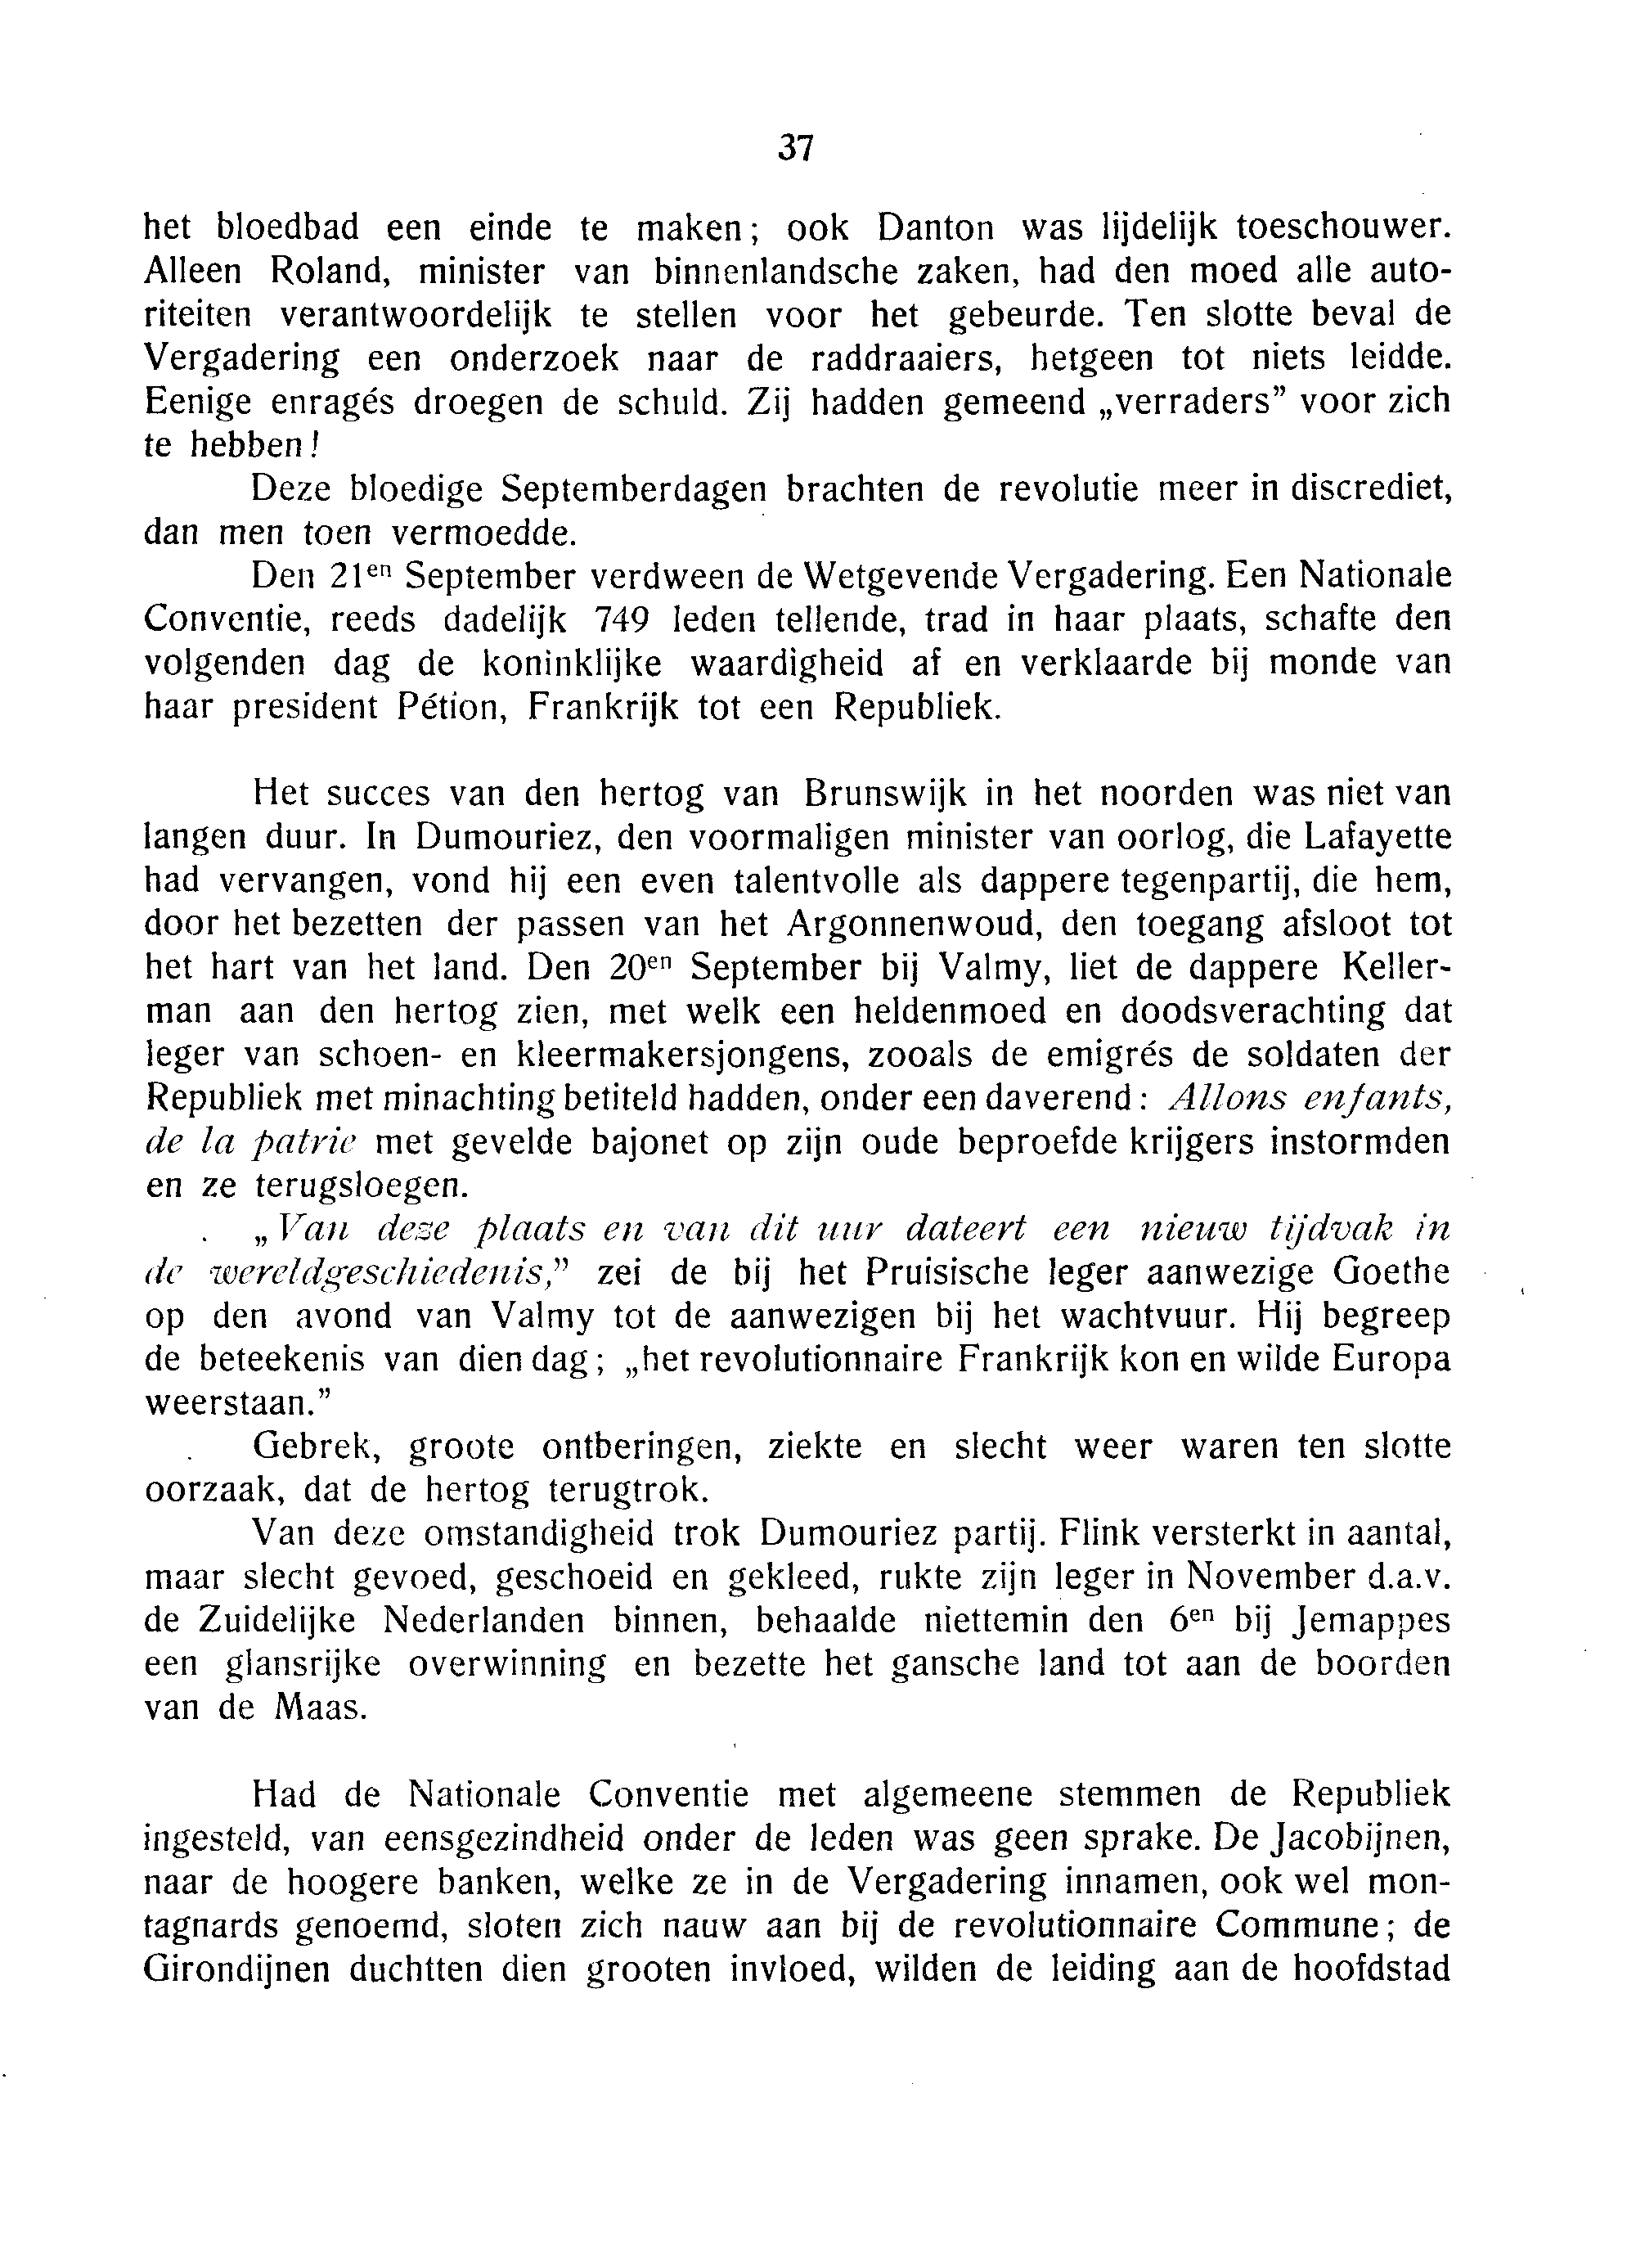 37
het bloedbad een einde te maken; ook Danton was lijdelijk toeschouwer.
Alleen Roland, minister van binnenlandsche zaken, had den moed alle auto-
riteiten verantwoordelijk te stellen voor het gebeurde. Ten slotte beval de
Vergadering een onderzoek naar de raddraaiers, hetgeen tot niets leidde.
Eenige enragés droegen de schuld. Zij hadden gemeend „verraders” voor zich
te hebben!
Deze bloedige Septemberdagen brachten de revolutie meer in discrediet,
dan men toen vermoedde.
Den 21en September verdween de Wetgevende Vergadering. Een Nationale
Conventie, reeds dadelijk 749 leden tellende, trad in haar plaats, schafte den
volgenden dag de koninklijke waardigheid af en verklaarde bij monde van
haar president Pétion, Frankrijk tot een Republiek.
Het succes van den hertog van Brunswijk in het noorden was niet van
langen duur. In Dumouriez, den voormaligen minister van oorlog, die Lafayette
had vervangen, vond hij een even talentvolle als dappere tegenpartij, die hem,
door het bezetten der passen van het Argonnenwoud, den toegang afsloot tot
het hart van het land. Den 20en September bij Valmy, liet de dappere Keller-
man aan den hertog zien, met welk een heldenmoed en doodsverachting dat
leger van schoen- en kleermakersjongens, zooals de emigrés de soldaten der
Republiek met minachting betiteld hadden, onder een daverend: Allons enfants,
de la patrie met gevelde bajonet op zijn oude beproefde krijgers instormden
en ze terugsloegen.
„Van deze plaats en van dit uur dateert een nieuw tijdvak in
de wereldgeschiedenis,” zei de bij het Pruisische leger aanwezige Goethe
op den avond van Valmy tot de aanwezigen bij het wachtvuur. Hij begreep
de beteekenis van dien dag; „het revolutionnaire Frankrijk kon en wilde Europa
weerstaan.”
Gebrek, groote ontberingen, ziekte en slecht weer waren ten slotte
oorzaak, dat de hertog terugtrok.
Van deze omstandigheid trok Dumouriez partij. Flink versterkt in aantal,
maar slecht gevoed, geschoeid en gekleed, rukte zijn leger in November d.a.v.
de Zuidelijke Nederlanden binnen, behaalde niettemin den 6en bij Jemappes
een glansrijke overwinning en bezette het gansche land tot aan de boorden
van de Maas.
Had de Nationale Conventie met algemeene stemmen de Republiek
ingesteld, van eensgezindheid onder de leden was geen sprake. De Jacobijnen,
naar de hoogere banken, welke ze in de Vergadering innamen, ook wel mon-
tagnards genoemd, sloten zich nauw aan bij de revolutionnaire Commune; de
Girondijnen duchtten dien grooten invloed, wilden de leiding aan de hoofdstad